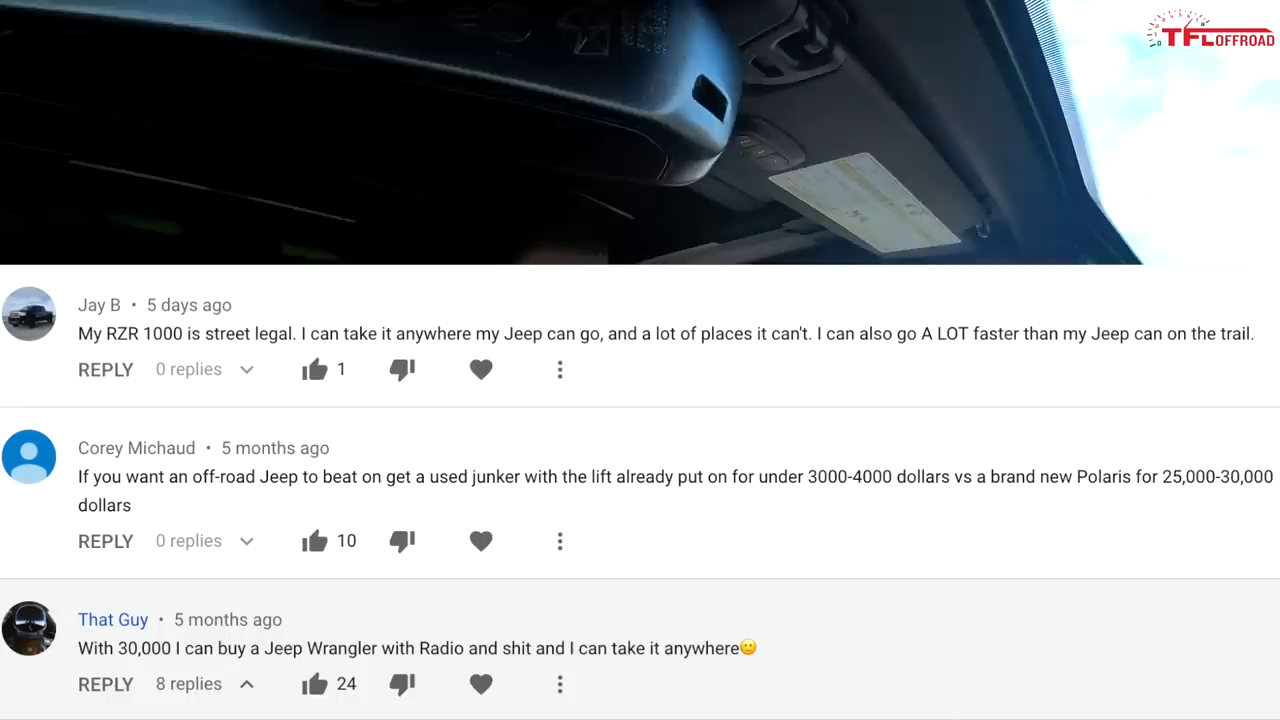 TFLOFFROAD
Jay B • 5 days ago
My RZR 1000 is street legal. I can take it anywhere my Jeep can go, and a lot of places it can't. I can also go A LOT faster than my Jeep can on the trail.
REPLY 0 replies 1
Corey Michaud • 5 months ago
If you want an off-road Jeep to beat on get a used junker with the lift already put on for under 3000-4000 dollars vs a brand new Polaris for 25,000-30,000
dollars
REPLY 0 replies 10
That Guy • 5 months ago
With 30,000 I can buy a Jeep Wrangler with Radio and shit and I can take it anywhere🙂
REPLY 8 replies 24